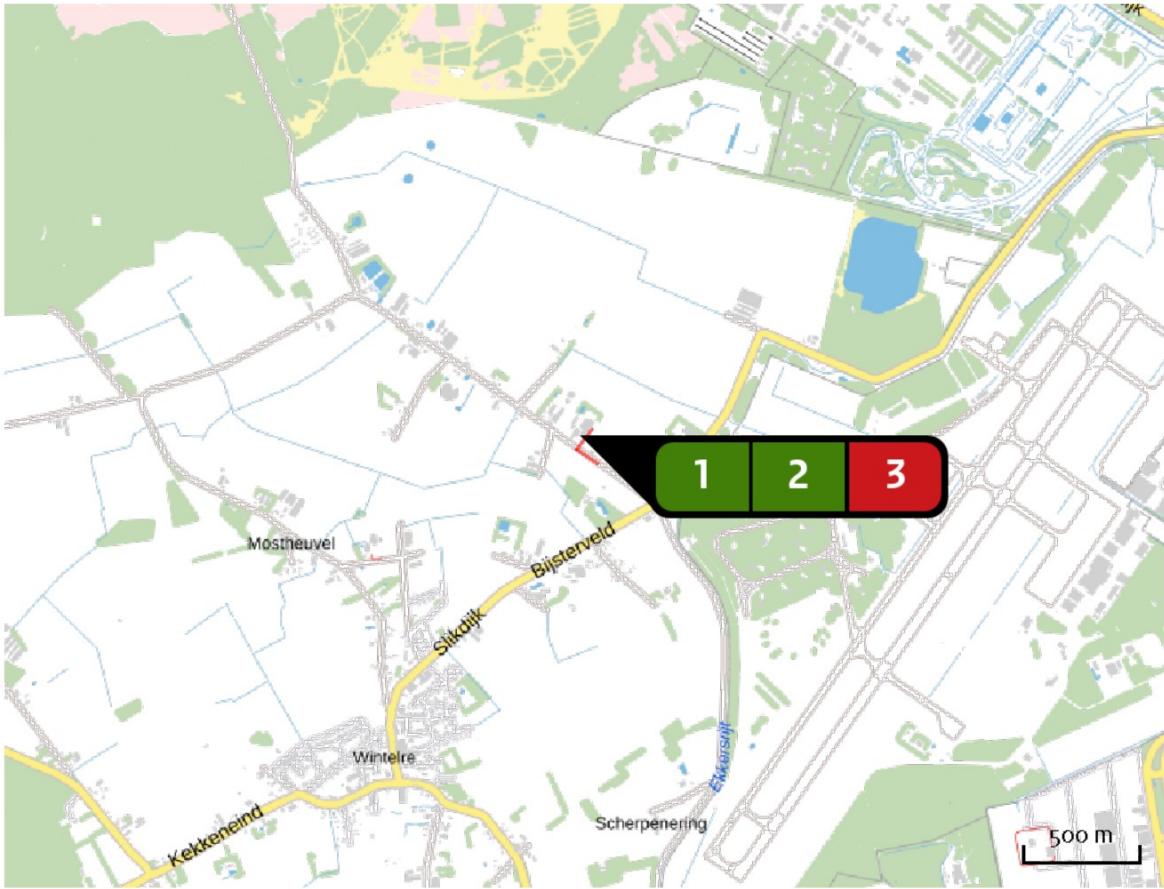 1 2 3
Mostheuvel
Bijsterveld
Slikdijk
Wintelre
Ekkersrijt
Scherpenering
Kekkeneind
500 m